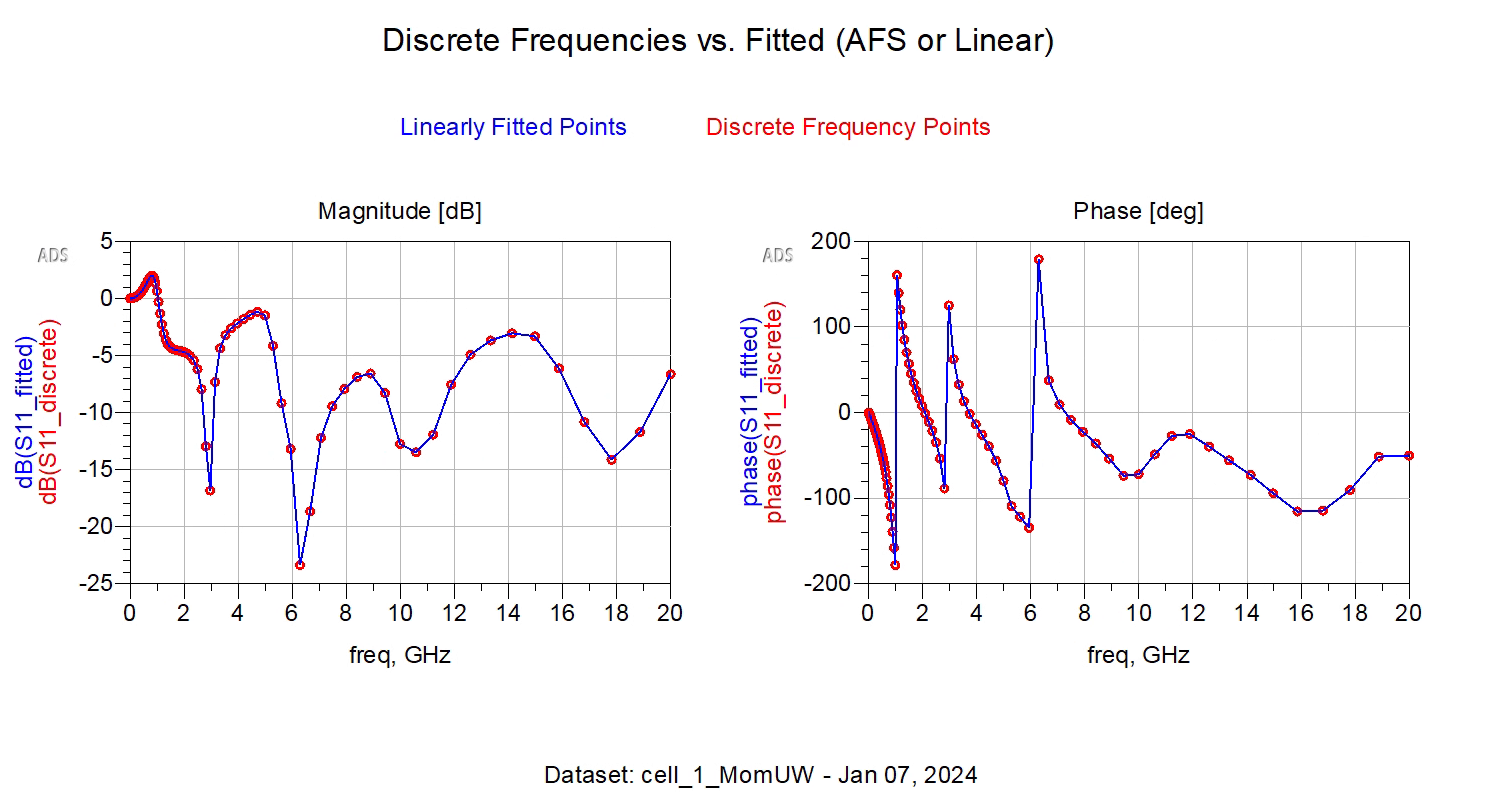 Discrete Frequencies vs. Fitted (AFS or Linear)
Linearly Fitted Points
Discrete Frequency Points
Magnitude [dB]
ADS
5
0
-5
-10
-15
-20
-25
dB(S11_fitted)
dB(S11_discrete)
0 2 4 6 8 10 12 14 16 18 20
freq, GHz
Phase [deg]
ADS
200
100
0
-100
-200
phase(S11_fitted)
phase(S11_discrete)
0 2 4 6 8 10 12 14 16 18 20
freq, GHz
Dataset: cell_1_MomUW - Jan 07, 2024